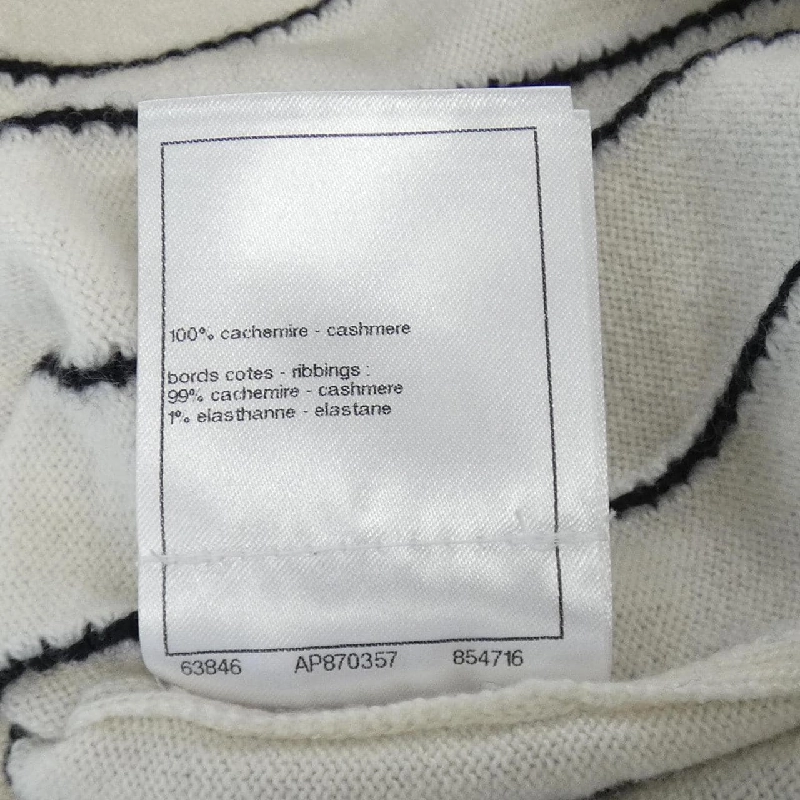 100% cachemire - cashmere
bords cotes - ribbings :
99% cachemire - cashmere
1% elasthanne - elastane
63846 AP870357 854716